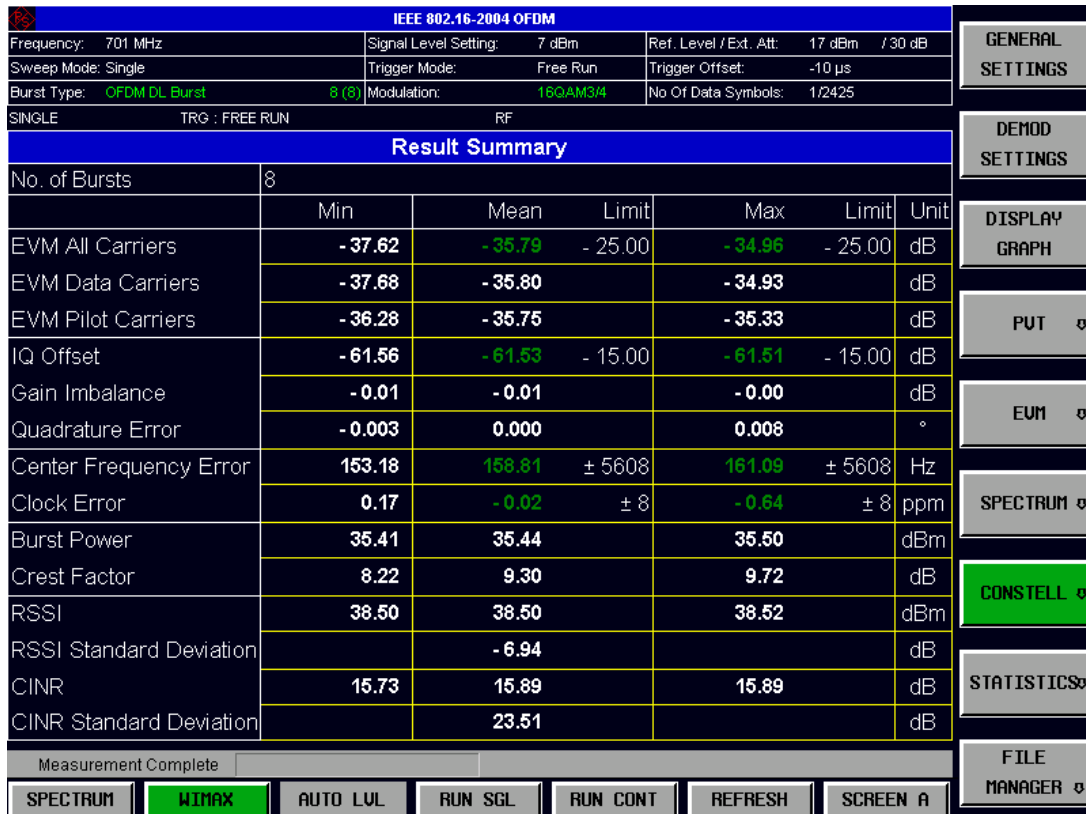 IEEE 802.16-2004 OFDM
Frequency: 701 MHz Signal Level Setting: 7 dBm Ref. Level / Ext. Att: 17 dBm / 30 dB
Sweep Mode: Single Trigger Mode: Free Run Trigger Offset: -10 µs
Burst Type: OFDM DL Burst 8 (8) Modulation: 16QAM3/4 No Of Data Symbols: 1/2425
SINGLE TRG : FREE RUN RF
Result Summary
No. of Bursts 8
Min Mean Limit Max Limit Unit
EVM All Carriers - 37.62 - 35.79 - 25.00 - 34.96 - 25.00 dB
EVM Data Carriers - 37.68 - 35.80 - 34.93 dB
EVM Pilot Carriers - 36.28 - 35.75 - 35.33 dB
IQ Offset - 61.56 - 61.53 - 15.00 - 61.51 - 15.00 dB
Gain Imbalance - 0.01 - 0.01 - 0.00 dB
Quadrature Error - 0.003 0.000 0.008 °
Center Frequency Error 153.18 158.81 ± 5608 161.09 ± 5608 Hz
Clock Error 0.17 - 0.02 ± 8 - 0.64 ± 8 ppm
Burst Power 35.41 35.44 35.50 dBm
Crest Factor 8.22 9.30 9.72 dB
RSSI 38.50 38.50 38.52 dBm
RSSI Standard Deviation - 6.94 dB
CINR 15.73 15.89 15.89 dB
CINR Standard Deviation 23.51 dB
Measurement Complete
SPECTRUM WIMAX AUTO LVL RUN SGL RUN CONT REFRESH SCREEN A
GENERAL
SETTINGS
DEMOD
SETTINGS
DISPLAY
GRAPH
PVT
EVM
SPECTRUM
CONSTELL
STATISTICS
FILE
MANAGER